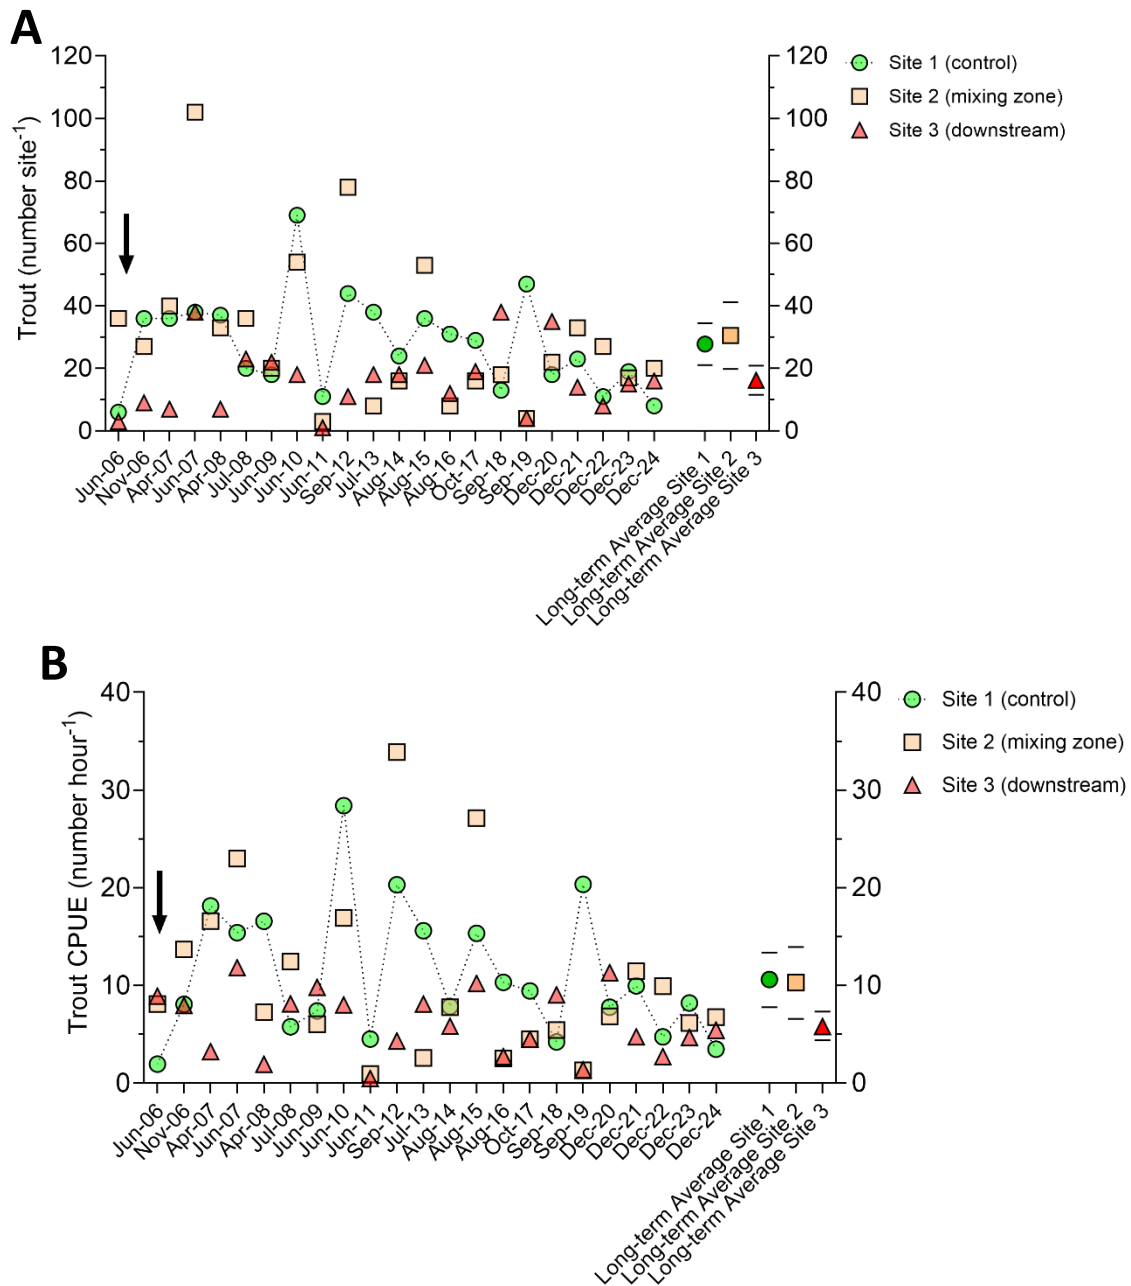 A
Trout (number site⁻¹)
120
100
80
60
40
20
0
120
100
80
60
40
20
0
Site 1 (control)
Site 2 (mixing zone)
Site 3 (downstream)
Jun-06
Nov-06
Apr-07
Jun-07
Apr-08
Jul-08
Jun-09
Jun-10
Jun-11
Sep-12
Jul-13
Aug-14
Aug-15
Aug-16
Oct-17
Sep-18
Sep-19
Dec-20
Dec-21
Dec-22
Dec-23
Dec-24
Long-term Average Site 1
Long-term Average Site 2
Long-term Average Site 3
B
Trout CPUE (number hour⁻¹)
40
30
20
10
0
40
30
20
10
0
Site 1 (control)
Site 2 (mixing zone)
Site 3 (downstream)
Jun-06
Nov-06
Apr-07
Jun-07
Apr-08
Jul-08
Jun-09
Jun-10
Jun-11
Sep-12
Jul-13
Aug-14
Aug-15
Aug-16
Oct-17
Sep-18
Sep-19
Dec-20
Dec-21
Dec-22
Dec-23
Dec-24
Long-term Average Site 1
Long-term Average Site 2
Long-term Average Site 3